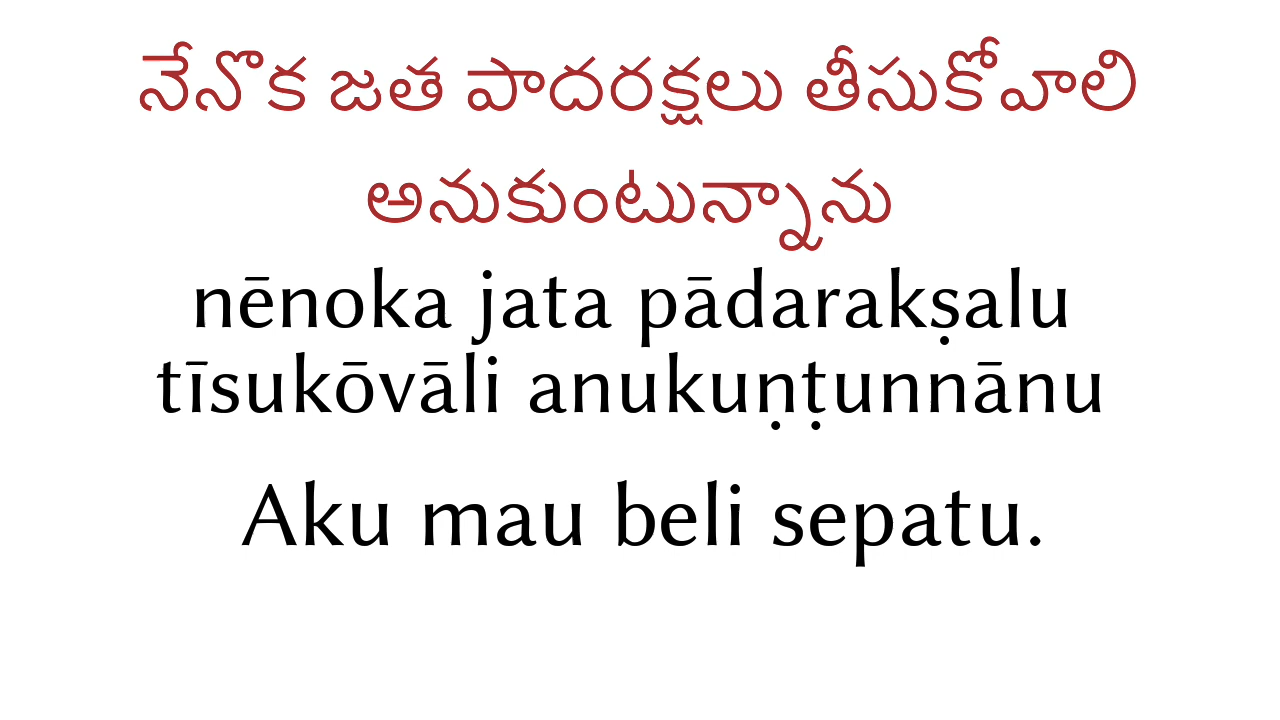 నేనొక జత పాదరక్షలు తీసుకోవాలి
అనుకుంటున్నాను
nēnoka jata pādarakṣalu
tīsukōvāli anukuṇṭunnānu
Aku mau beli sepatu.